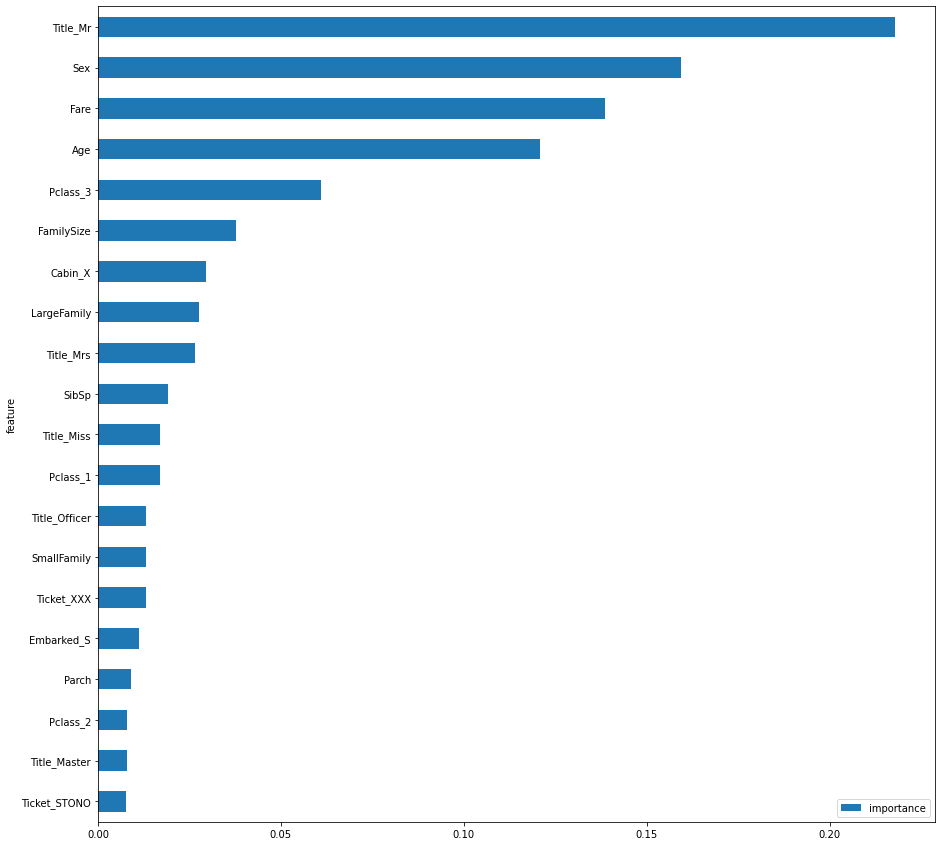 Title_Mr
Sex
Fare
Age
Pclass_3
FamilySize
Cabin_X
LargeFamily
Title_Mrs
SibSp
Title_Miss
Pclass_1
Title_Officer
SmallFamily
Ticket_XXX
Embarked_S
Parch
Pclass_2
Title_Master
Ticket_STONO
feature
importance
0.00 0.05 0.10 0.15 0.20